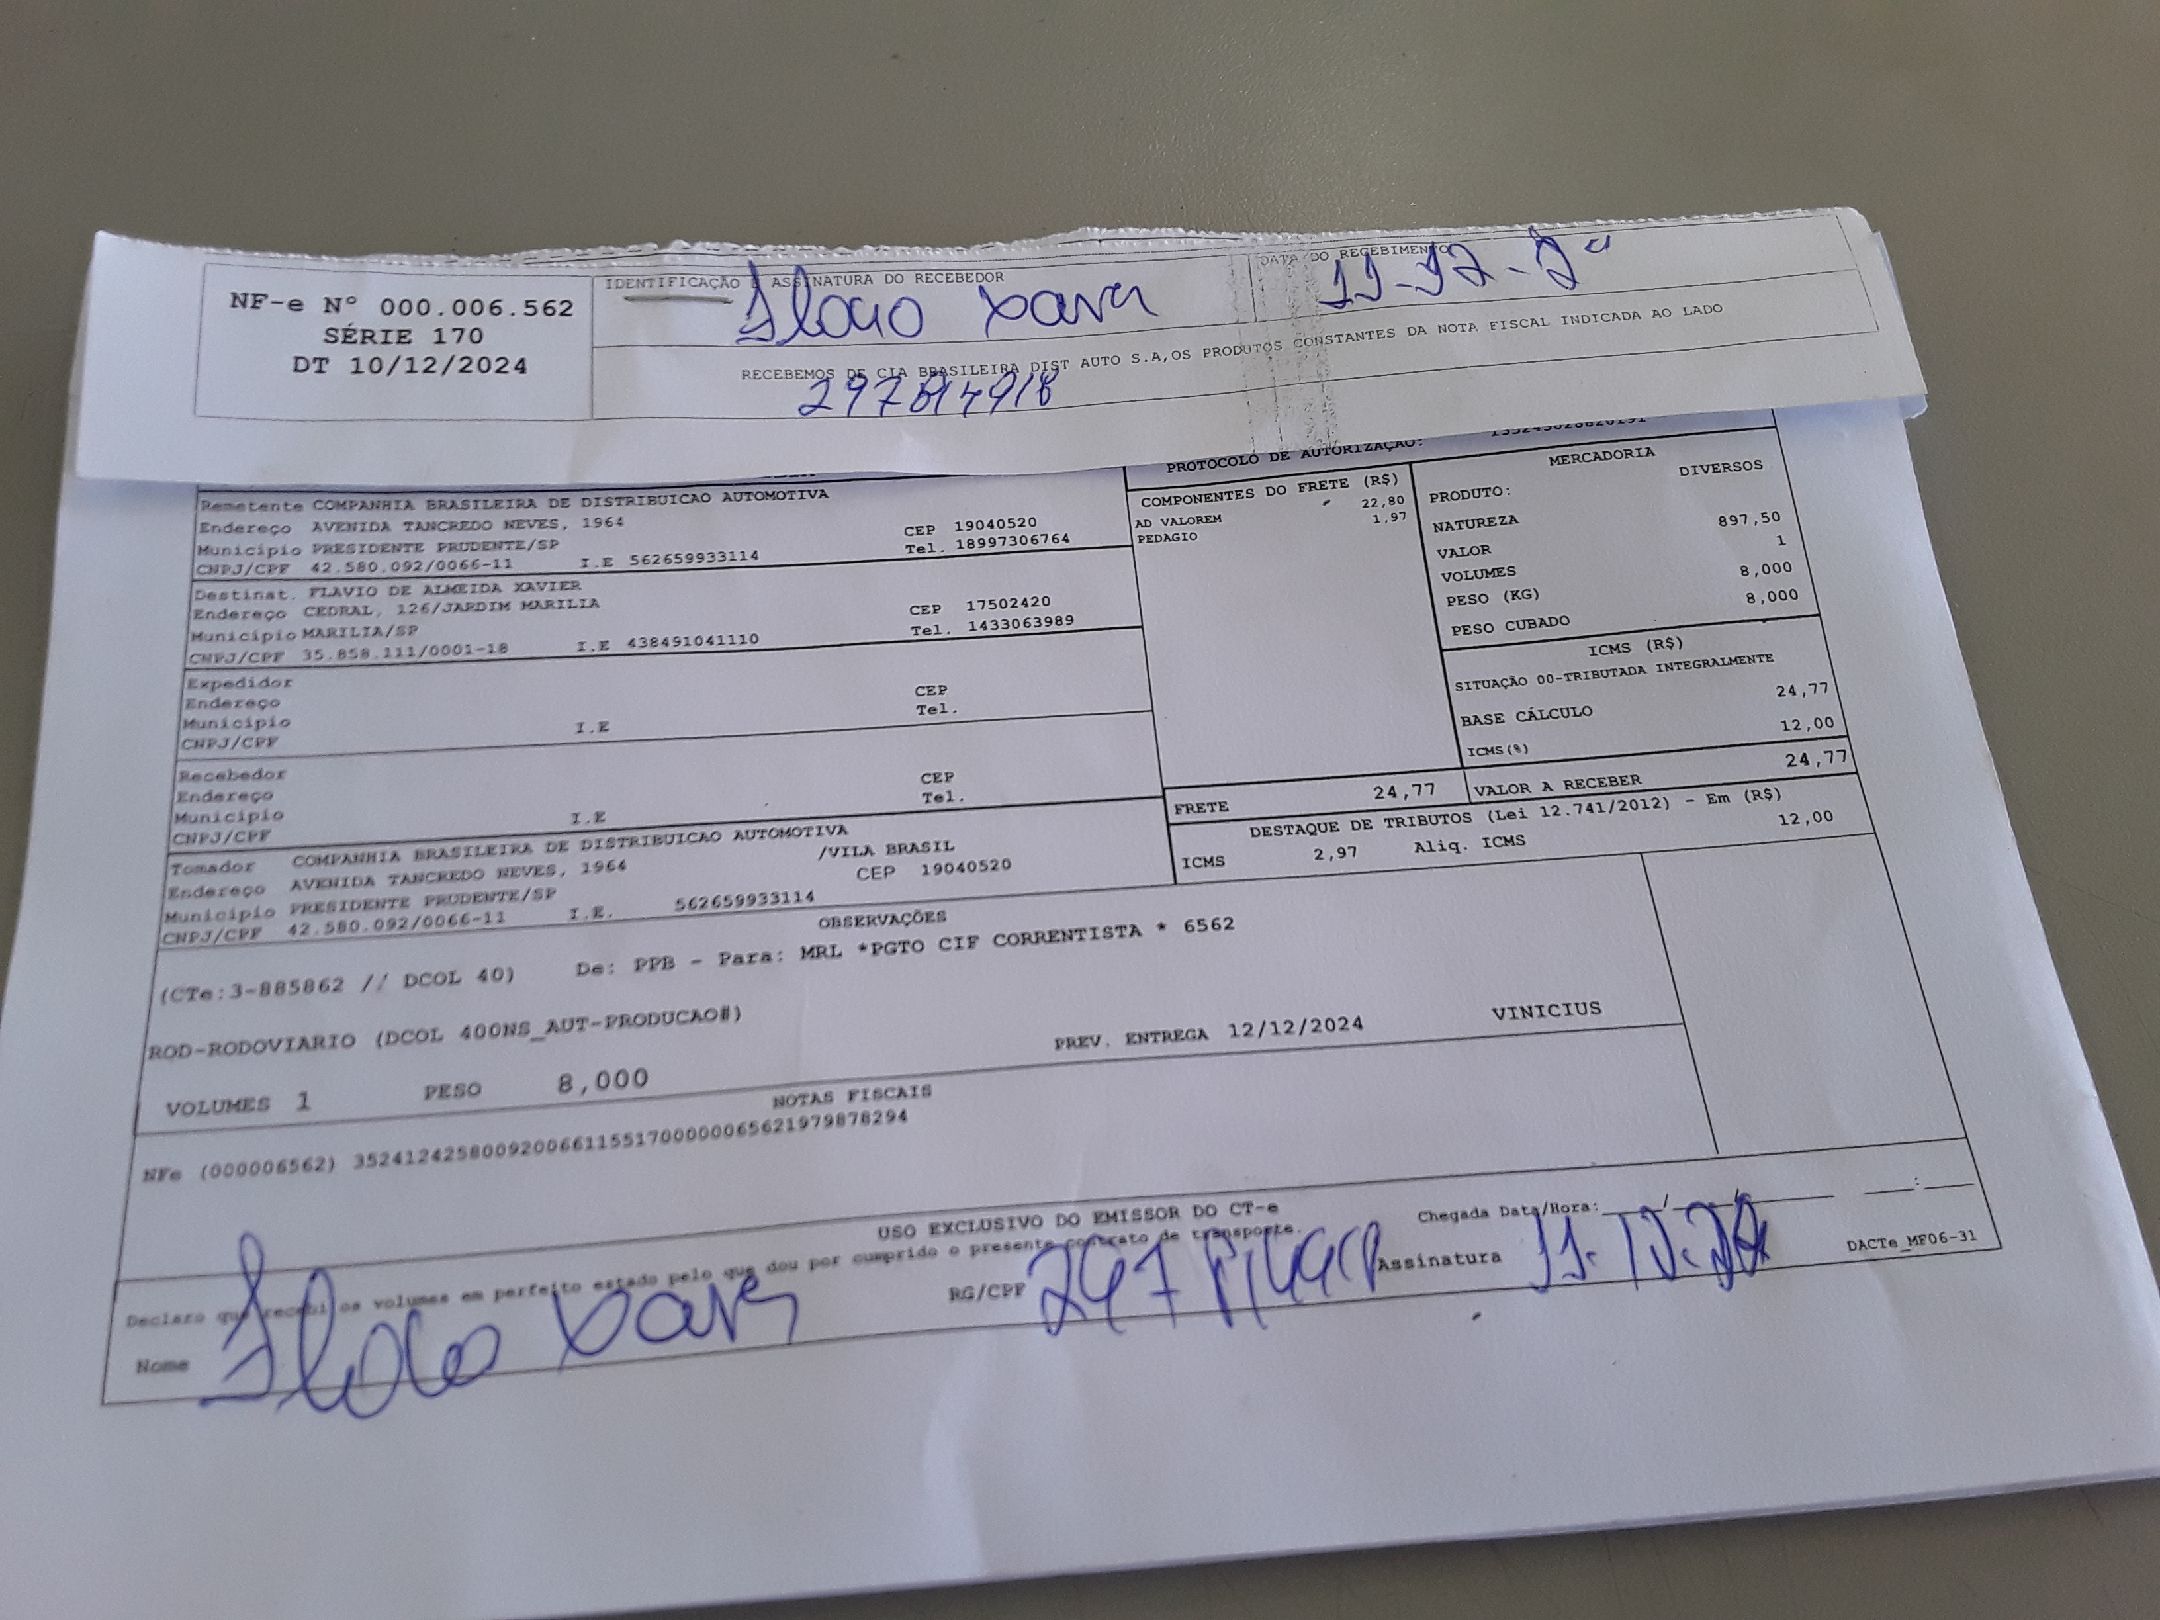 IDENTIFICAÇÃO E ASSINATURA DO RECEBEDOR
DATA DO RECEBIMENTO
NF-e Nº 000.006.562
SÉRIE 170
DT 10/12/2024
RECEBEMOS DE CIA BRASILEIRA DIST AUTO S.A,OS PRODUTOS CONSTANTES DA NOTA FISCAL INDICADA AO LADO
PROTOCOLO DE AUTORIZAÇÃO:
Remetente COMPANHIA BRASILEIRA DE DISTRIBUICAO AUTOMOTIVA
Endereço AVENIDA TANCREDO NEVES, 1964 CEP 19040520
Município PRESIDENTE PRUDENTE/SP Tel. 18997306764
CNPJ/CPF 42.580.092/0066-11 I.E 562659933114
Destinat. FLAVIO DE ALMEIDA XAVIER
Endereço CEDRAL, 126/JARDIM MARILIA CEP 17502420
Município MARILIA/SP Tel. 1433063989
CNPJ/CPF 35.858.111/0001-18 I.E 438491041110
Expedidor
Endereço CEP
Município Tel.
CNPJ/CPF I.E
Recebedor
Endereço CEP
Município Tel.
CNPJ/CPF I.E
Tomador COMPANHIA BRASILEIRA DE DISTRIBUICAO AUTOMOTIVA
Endereço AVENIDA TANCREDO NEVES, 1964 /VILA BRASIL
Município PRESIDENTE PRUDENTE/SP CEP 19040520
CNPJ/CPF 42.580.092/0066-11 I.E. 562659933114
COMPONENTES DO FRETE (R$)
AD VALOREM 22,80
PEDAGIO 1,97
MERCADORIA
PRODUTO: DIVERSOS
NATUREZA
VALOR 897,50
VOLUMES 1
PESO (KG) 8,000
PESO CUBADO 8,000
ICMS (R$)
SITUAÇÃO 00-TRIBUTADA INTEGRALMENTE
BASE CÁLCULO 24,77
ICMS(%) 12,00
FRETE 24,77 VALOR A RECEBER 24,77
DESTAQUE DE TRIBUTOS (Lei 12.741/2012) - Em (R$)
ICMS 2,97 Aliq. ICMS 12,00
OBSERVAÇÕES
(CTe:3-885862 // DCOL 40) De: PPB - Para: MRL *PGTO CIF CORRENTISTA * 6562
ROD-RODOVIARIO (DCOL 400NS_AUT-PRODUCAO#)
PREV. ENTREGA 12/12/2024 VINICIUS
VOLUMES 1 PESO 8,000
NOTAS FISCAIS
NFe (000006562) 35241242580092006611551700000065621979878294
USO EXCLUSIVO DO EMISSOR DO CT-e
Declaro que recebi os volumes em perfeito estado pelo que dou por cumprido o presente contrato de transporte.
Chegada Data/Hora: ____/____/____ ____:____
Nome RG/CPF Assinatura
DACTe_MF06-31